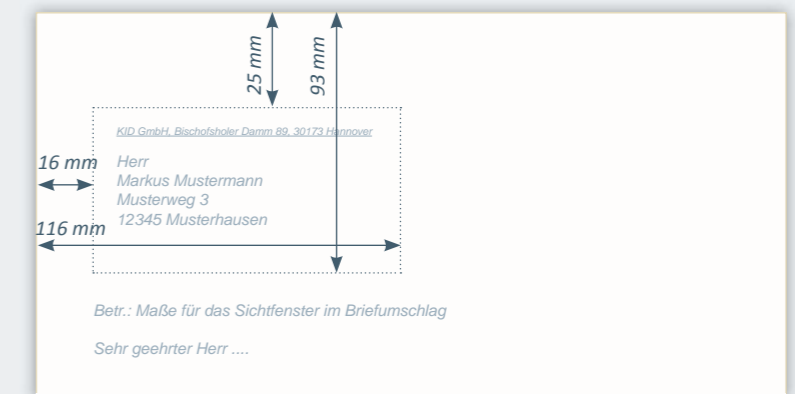 25 mm
93 mm
KID GmbH, Bischofsholer Damm 89, 30173 Hannover
16 mm
Herr
Markus Mustermann
Musterweg 3
12345 Musterhausen
116 mm
Betr.: Maße für das Sichtfenster im Briefumschlag
Sehr geehrter Herr ....